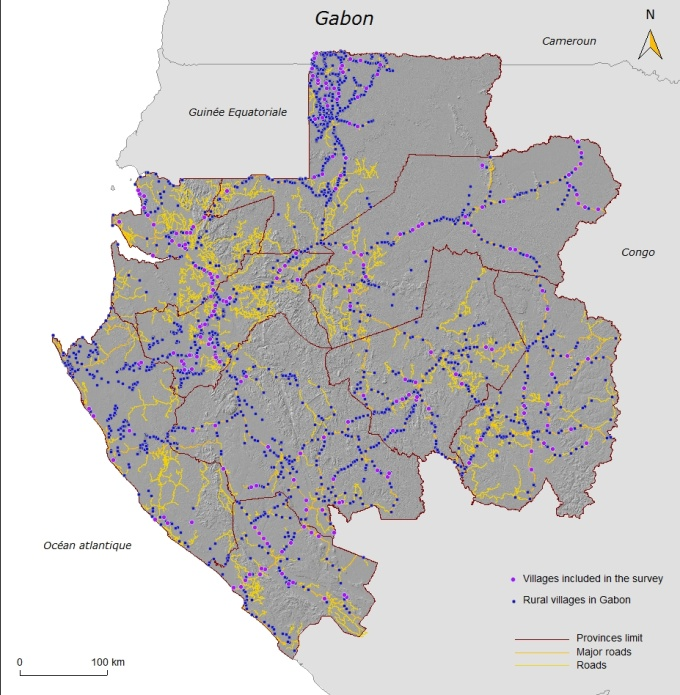 Gabon
N
Cameroun
Guinée Equatoriale
Congo
Océan atlantique
Villages included in the survey
Rural villages in Gabon
Provinces limit
Major roads
Roads
0 100 km